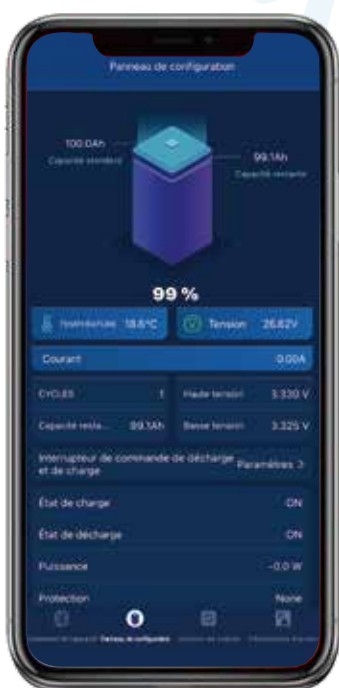 Panneau de configuration
100.0Ah
Capacité standard
99.1Ah
Capacité restante
99 %
Température 18.6°C
Tension 26.62V
Courant 0.00A
CYCLES 1
Haute tension 3.330 V
Capacité resta... 99.1Ah
Basse tension 3.325 V
Interrupteur de commande de décharge
et de charge
Paramètres >
État de charge ON
État de décharge ON
Puissance -0.0 W
Protection None
Panneau de configuration